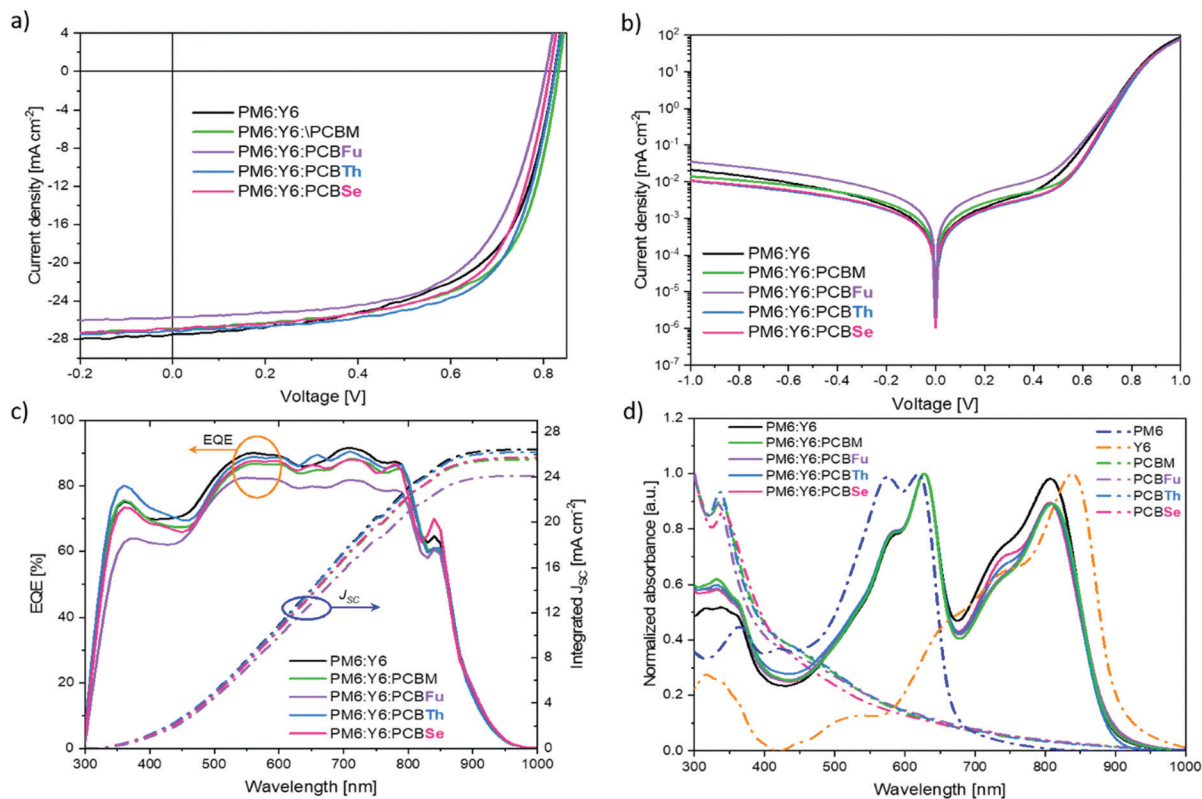 a)
4
0
-4
-8
-12
-16
-20
-24
-28
Current density [mA cm⁻²]
PM6:Y6
PM6:Y6:\PCBM
PM6:Y6:PCBFu
PM6:Y6:PCBTh
PM6:Y6:PCBSe
-0.2 0.0 0.2 0.4 0.6 0.8
Voltage [V]
b)
10²
10¹
10⁰
10⁻¹
10⁻²
10⁻³
10⁻⁴
10⁻⁵
10⁻⁶
10⁻⁷
Current density [mA cm⁻²]
PM6:Y6
PM6:Y6:PCBM
PM6:Y6:PCBFu
PM6:Y6:PCBTh
PM6:Y6:PCBSe
-1.0 -0.8 -0.6 -0.4 -0.2 0.0 0.2 0.4 0.6 0.8 1.0
Voltage [V]
c)
100
80
60
40
20
0
EQE [%]
EQE
J_SC
28
24
20
16
12
8
4
0
Integrated J_SC [mA cm⁻²]
PM6:Y6
PM6:Y6:PCBM
PM6:Y6:PCBFu
PM6:Y6:PCBTh
PM6:Y6:PCBSe
300 400 500 600 700 800 900 1000
Wavelength [nm]
d)
1.2
1.0
0.8
0.6
0.4
0.2
0.0
Normalized absorbance [a.u.]
PM6:Y6
PM6:Y6:PCBM
PM6:Y6:PCBFu
PM6:Y6:PCBTh
PM6:Y6:PCBSe
PM6
Y6
PCBM
PCBFu
PCBTh
PCBSe
300 400 500 600 700 800 900 1000
Wavelength [nm]